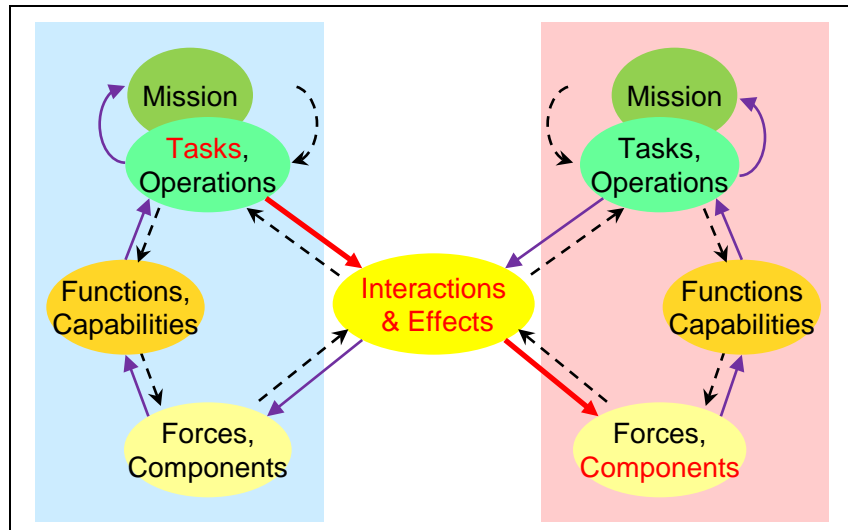 Mission
Tasks,
Operations
Functions,
Capabilities
Forces,
Components
Interactions
& Effects
Mission
Tasks,
Operations
Functions
Capabilities
Forces,
Components